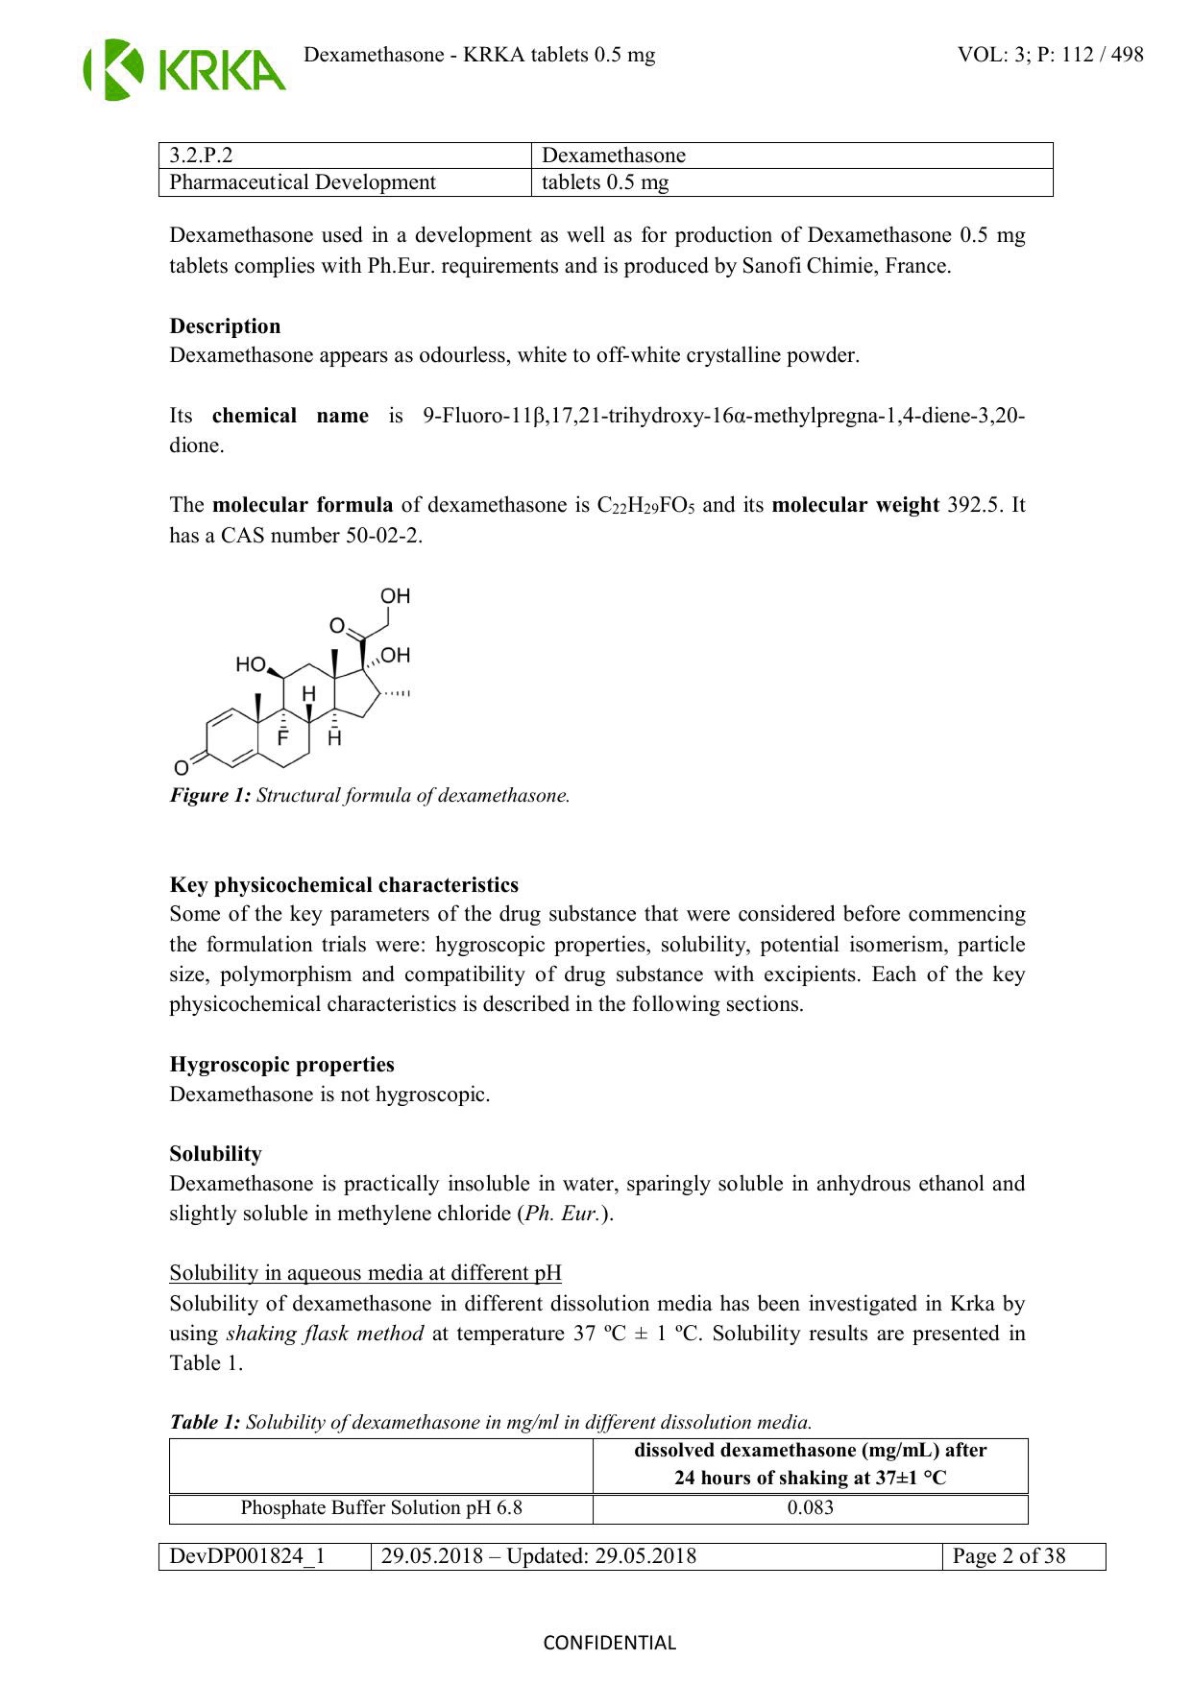 KRKA
Dexamethasone - KRKA tablets 0.5 mg
VOL: 3; P: 112 / 498
3.2.P.2
Dexamethasone
Pharmaceutical Development
tablets 0.5 mg
Dexamethasone used in a development as well as for production of Dexamethasone 0.5 mg
tablets complies with Ph.Eur. requirements and is produced by Sanofi Chimie, France.
Description
Dexamethasone appears as odourless, white to off-white crystalline powder.
Its chemical name is 9-Fluoro-11β,17,21-trihydroxy-16α-methylpregna-1,4-diene-3,20-
dione.
The molecular formula of dexamethasone is C₂₂H₂₉FO₅ and its molecular weight 392.5. It
has a CAS number 50-02-2.
OH
O
OH
HO
H
F
H
O
Figure 1: Structural formula of dexamethasone.
Key physicochemical characteristics
Some of the key parameters of the drug substance that were considered before commencing
the formulation trials were: hygroscopic properties, solubility, potential isomerism, particle
size, polymorphism and compatibility of drug substance with excipients. Each of the key
physicochemical characteristics is described in the following sections.
Hygroscopic properties
Dexamethasone is not hygroscopic.
Solubility
Dexamethasone is practically insoluble in water, sparingly soluble in anhydrous ethanol and
slightly soluble in methylene chloride (Ph. Eur.).
Solubility in aqueous media at different pH
Solubility of dexamethasone in different dissolution media has been investigated in Krka by
using shaking flask method at temperature 37 ºC ± 1 ºC. Solubility results are presented in
Table 1.
Table 1: Solubility of dexamethasone in mg/ml in different dissolution media.
dissolved dexamethasone (mg/mL) after
24 hours of shaking at 37±1 °C
Phosphate Buffer Solution pH 6.8
0.083
DevDP001824_1
29.05.2018 – Updated: 29.05.2018
Page 2 of 38
CONFIDENTIAL